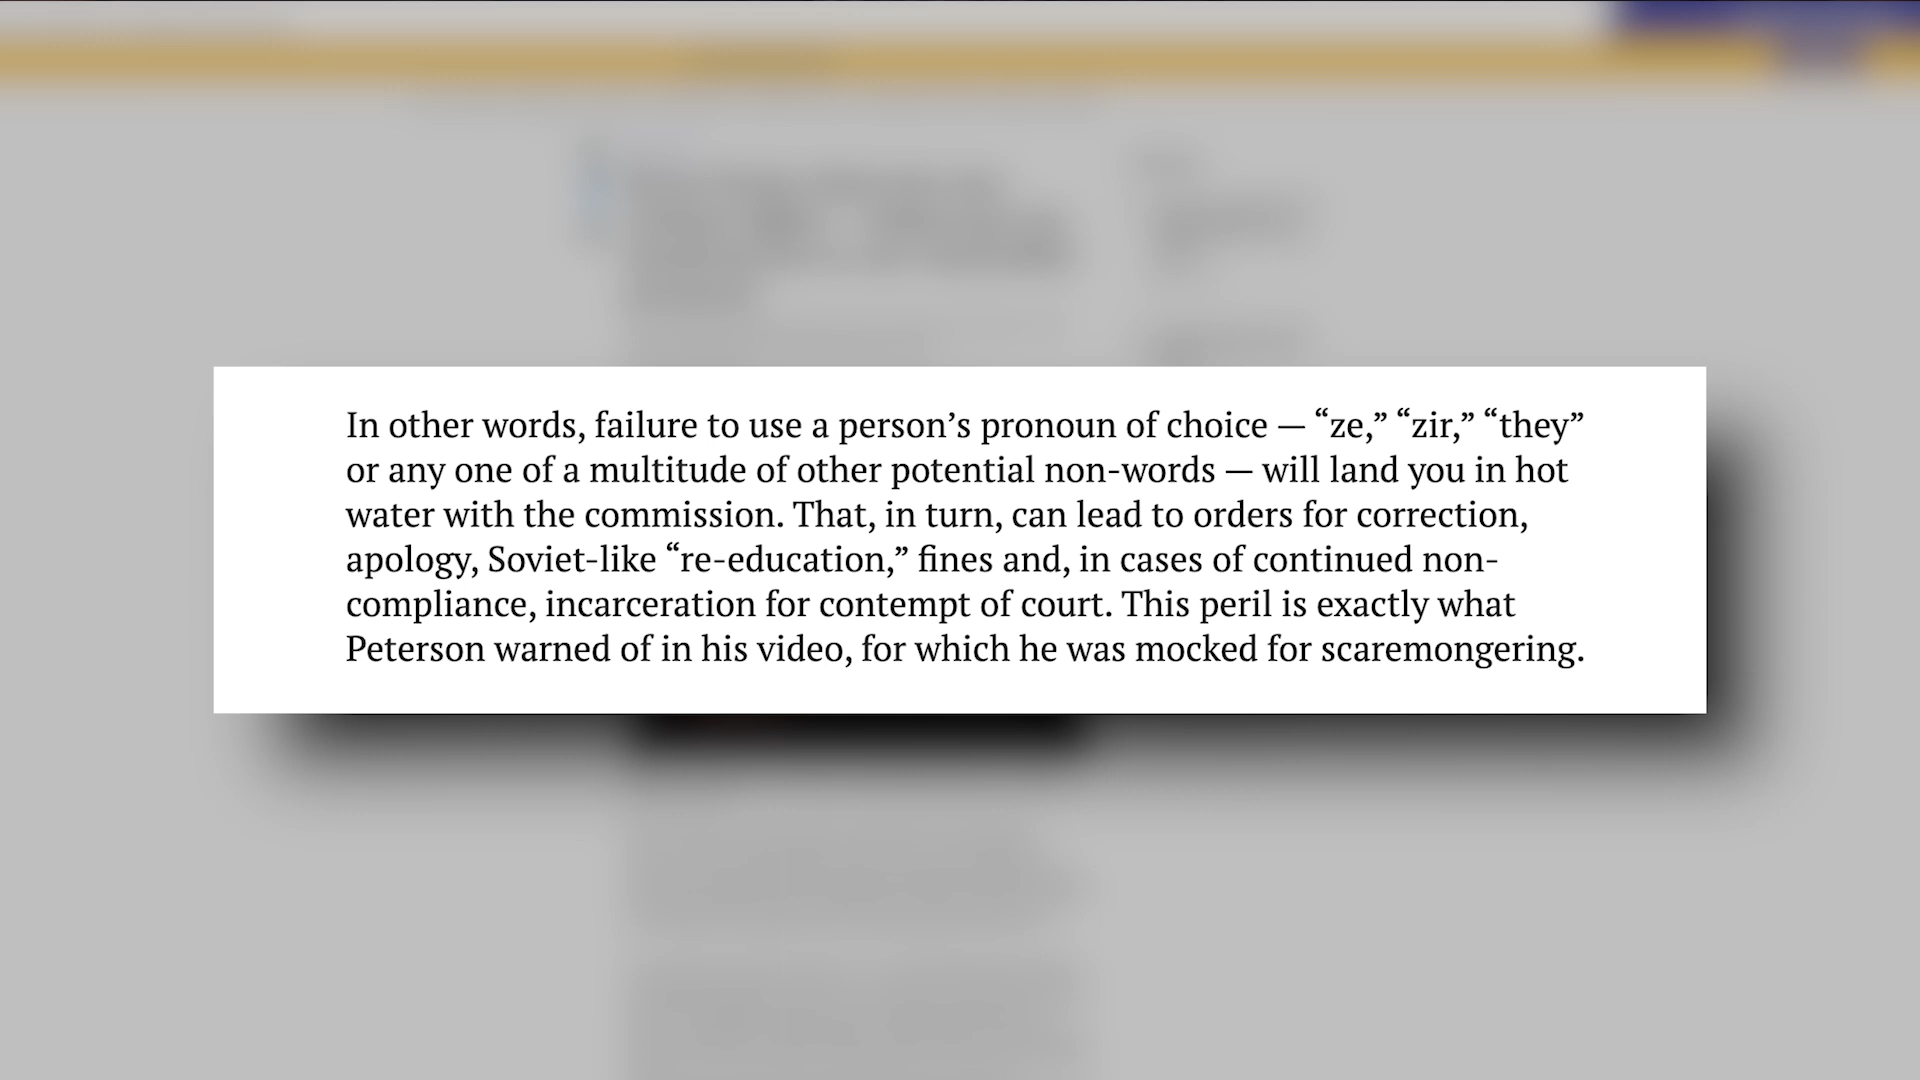 In other words, failure to use a person’s pronoun of choice — “ze,” “zir,” “they”
or any one of a multitude of other potential non-words — will land you in hot
water with the commission. That, in turn, can lead to orders for correction,
apology, Soviet-like “re-education,” fines and, in cases of continued non-
compliance, incarceration for contempt of court. This peril is exactly what
Peterson warned of in his video, for which he was mocked for scaremongering.